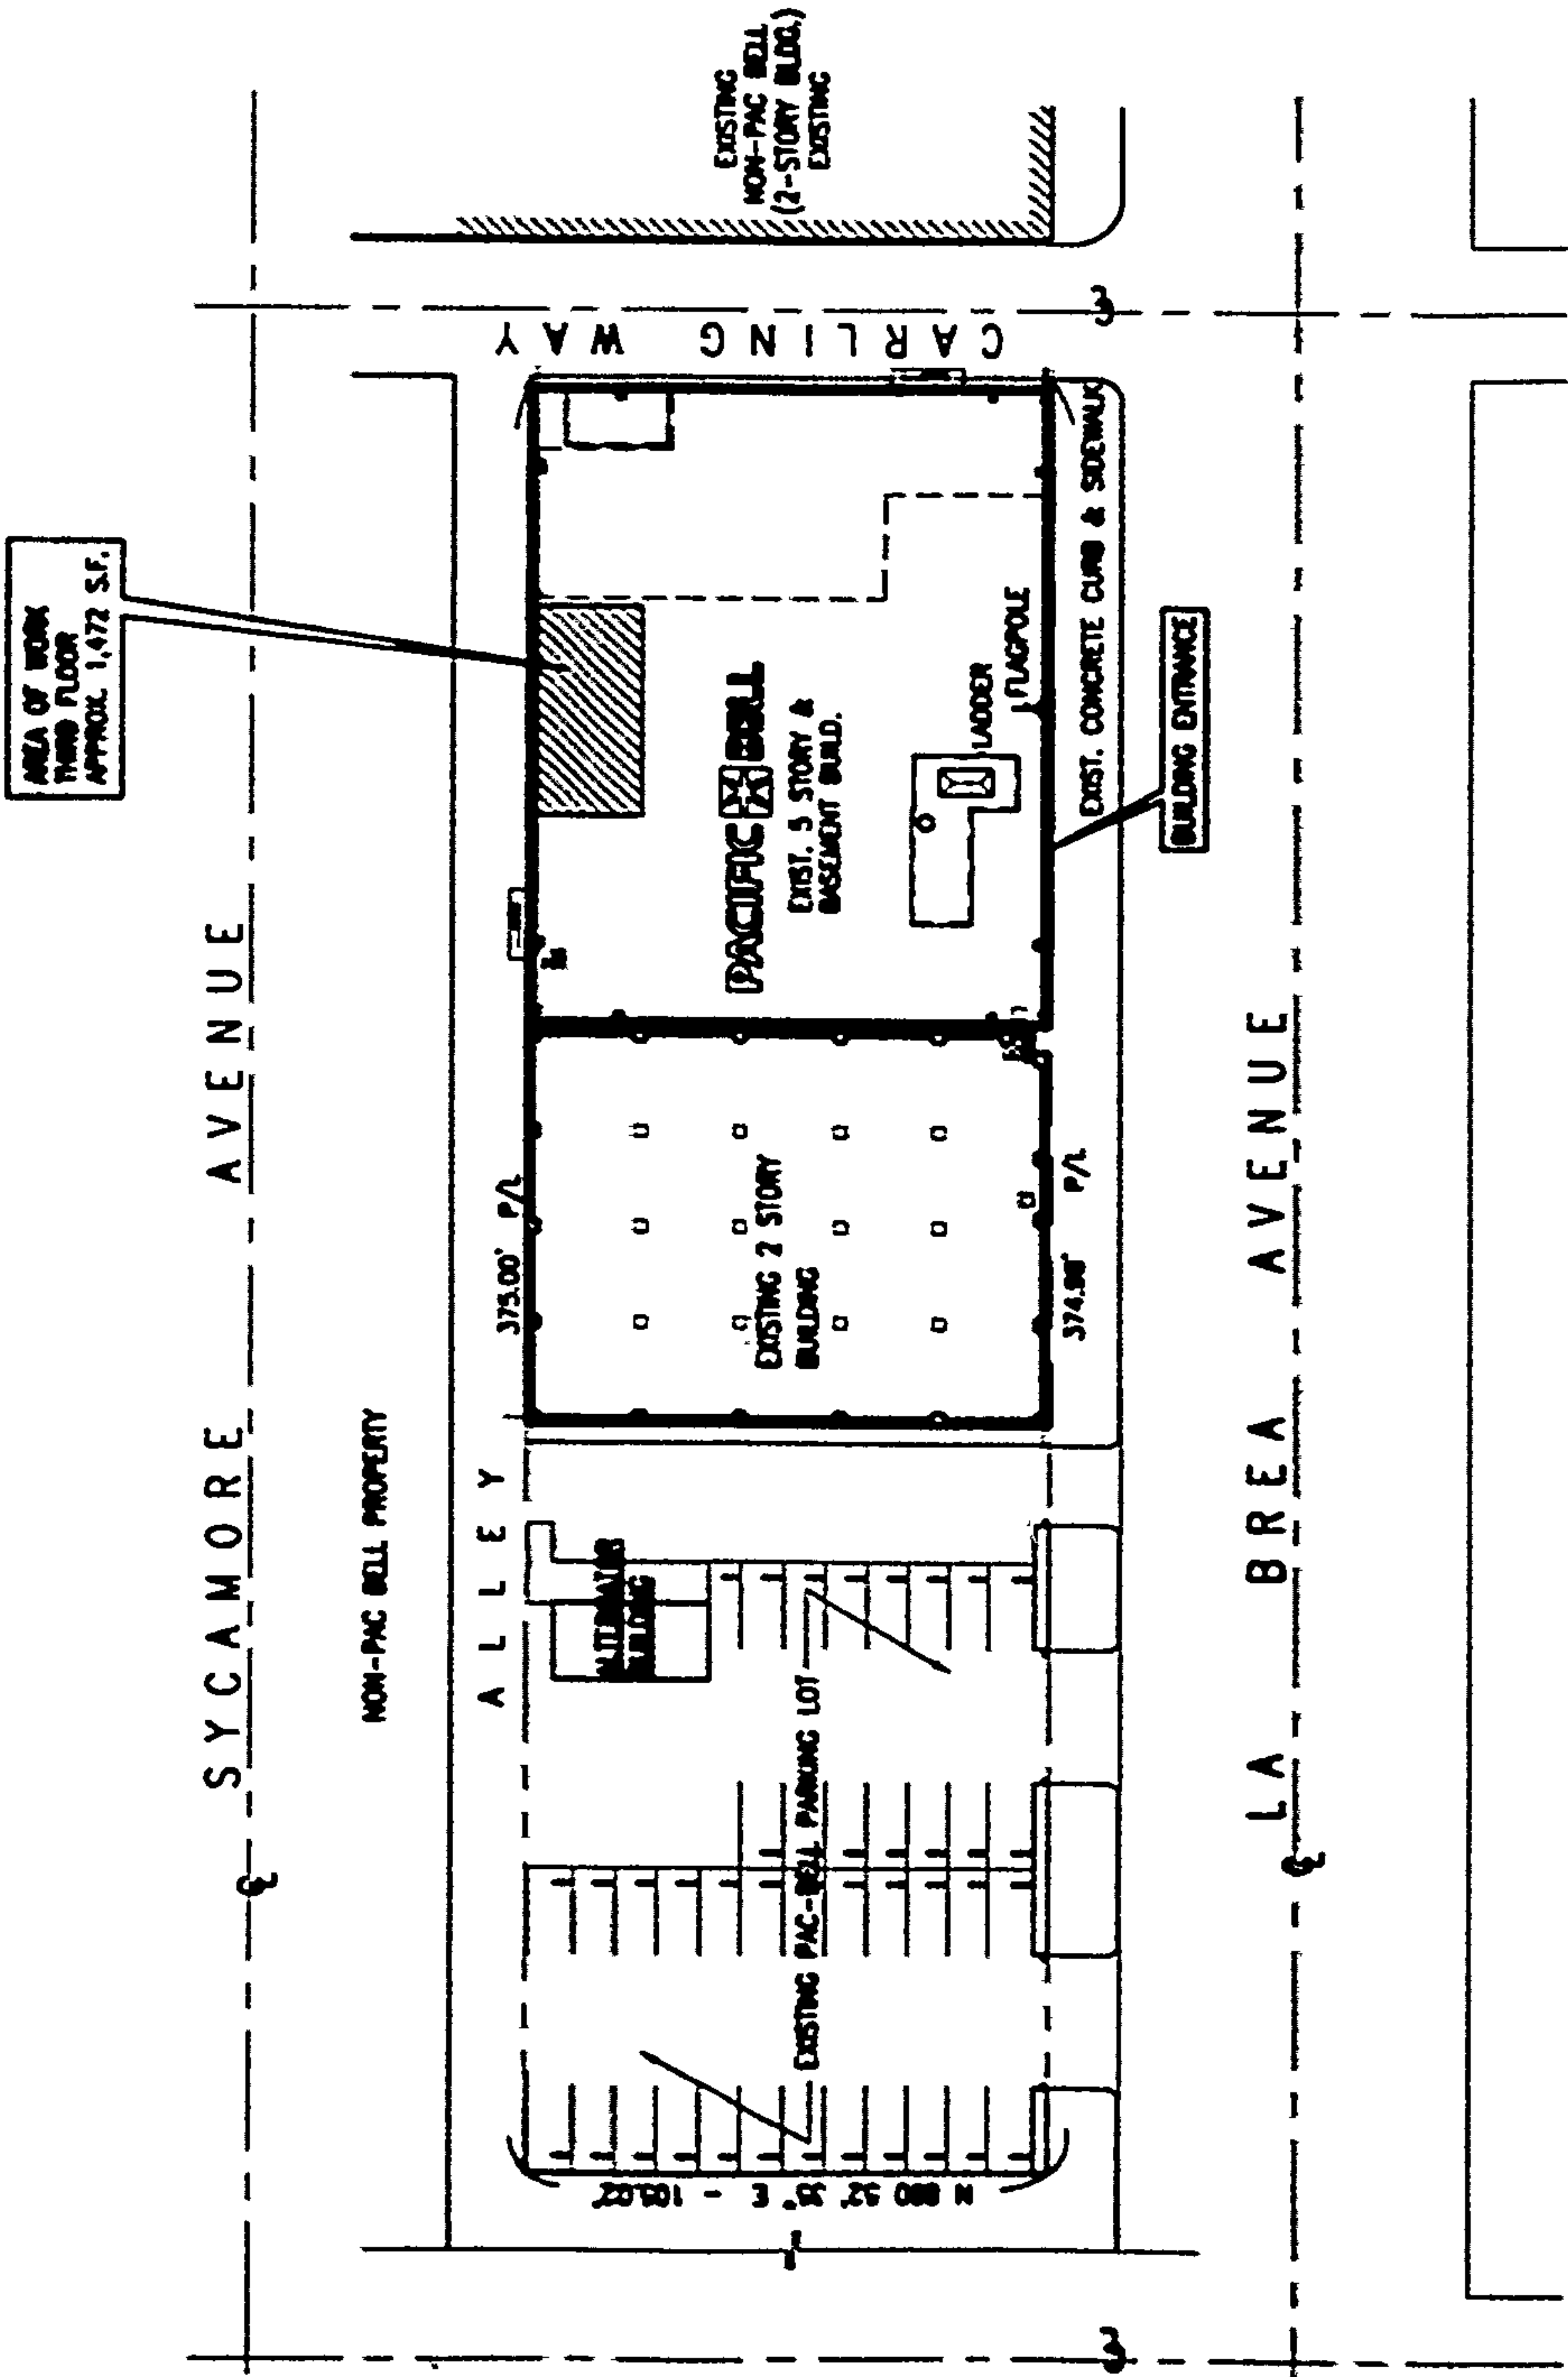 AREA OF WORK
THIRD FLOOR
APPROX. 1,472 S.F.
SYCAMORE AVENUE
NON-PAC BELL PROPERTY
ALLEY
375.00' P/L
BUILDING
EXISTING PAC-BELL PARKING LOT
EXISTING 2 STORY
BUILDING
PACIFIC BELL
EXIST. 5 STORY &
BASEMENT BUILD.
LADDER
FLAGPOLE
374.98' P/L
EXIST. CONCRETE CURB & SIDEWALK
BUILDING ENTRANCE
LA BREA AVENUE
CARLING WAY
EXISTING
NON-PAC BELL
(2-STORY BLDG.)
EXISTING